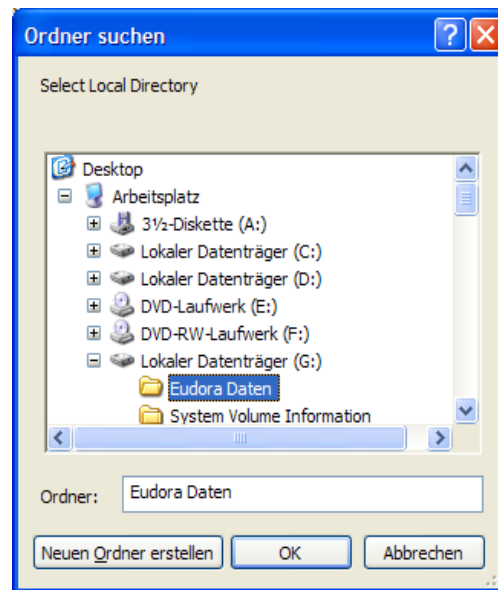 Ordner suchen
Select Local Directory
Desktop
Arbeitsplatz
3½-Diskette (A:)
Lokaler Datenträger (C:)
Lokaler Datenträger (D:)
DVD-Laufwerk (E:)
DVD-RW-Laufwerk (F:)
Lokaler Datenträger (G:)
Eudora Daten
System Volume Information
Ordner: Eudora Daten
Neuen Ordner erstellen OK Abbrechen